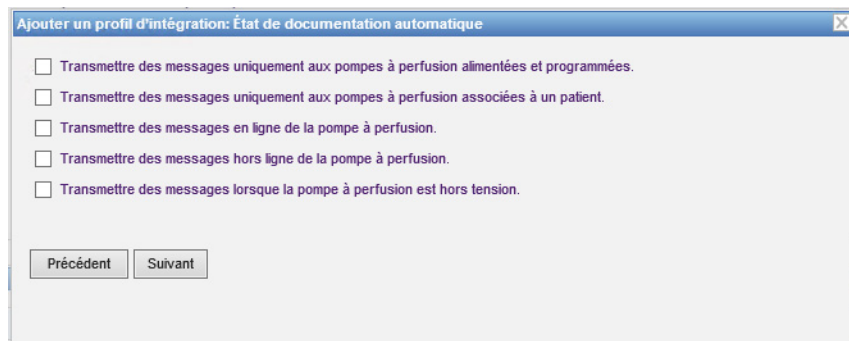 Ajouter un profil d'intégration: État de documentation automatique
Transmettre des messages uniquement aux pompes à perfusion alimentées et programmées.
Transmettre des messages uniquement aux pompes à perfusion associées à un patient.
Transmettre des messages en ligne de la pompe à perfusion.
Transmettre des messages hors ligne de la pompe à perfusion.
Transmettre des messages lorsque la pompe à perfusion est hors tension.
Précédent Suivant